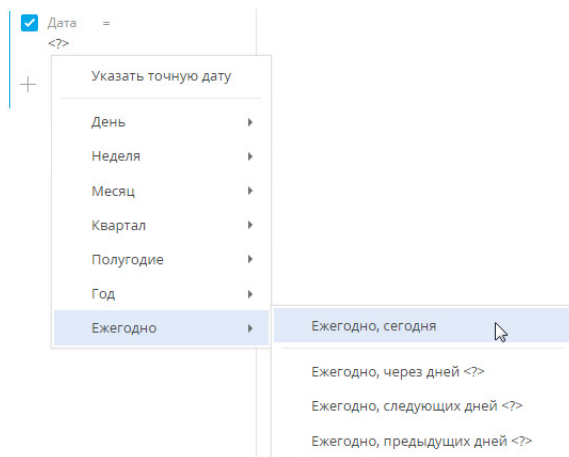 Дата =
<?>
Указать точную дату
День
Неделя
Месяц
Квартал
Полугодие
Год
Ежегодно
Ежегодно, сегодня
Ежегодно, через дней <?>
Ежегодно, следующих дней <?>
Ежегодно, предыдущих дней <?>